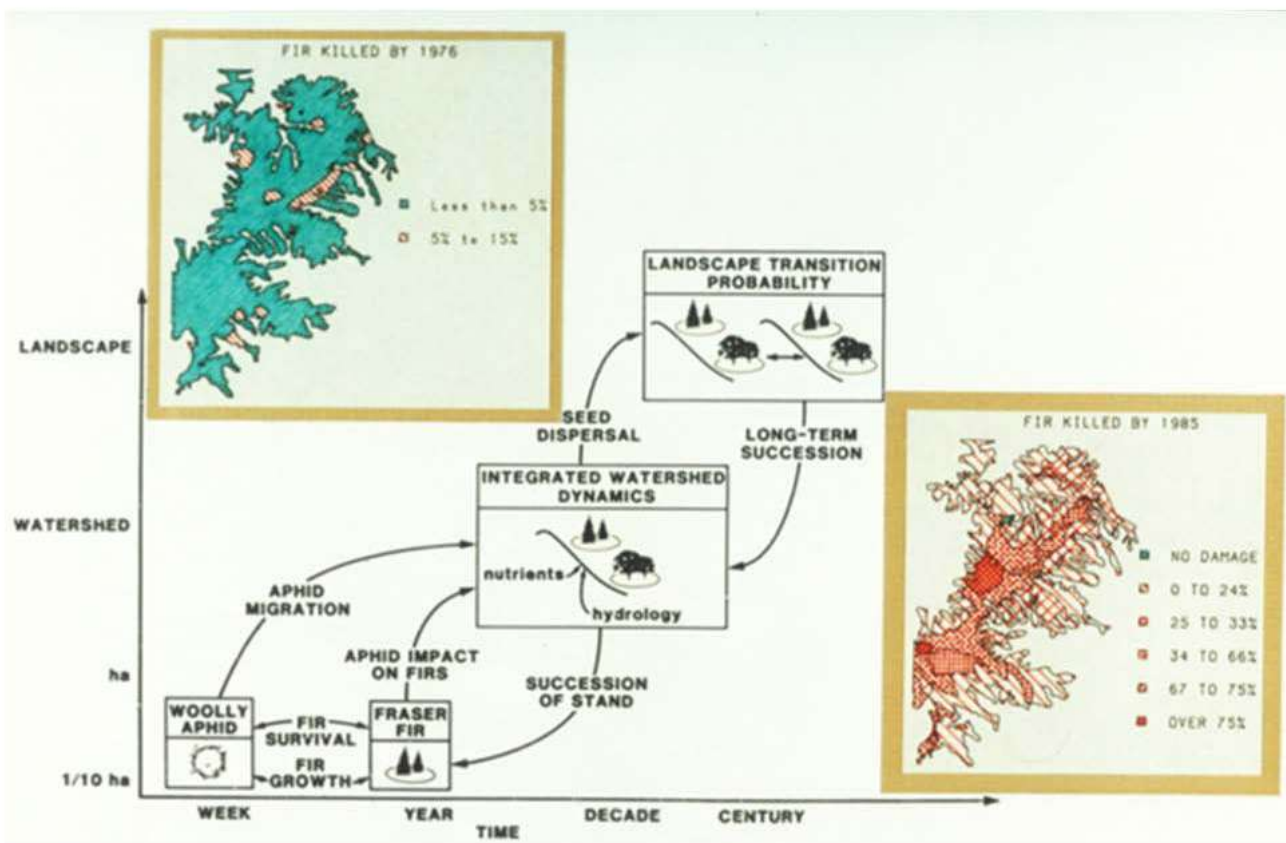 FIR KILLED BY 1976
Less than 5%
5% to 15%
LANDSCAPE TRANSITION
PROBABILITY
LANDSCAPE
SEED
DISPERSAL
LONG-TERM
SUCCESSION
FIR KILLED BY 1985
INTEGRATED WATERSHED
DYNAMICS
WATERSHED
nutrients
hydrology
NO DAMAGE
0 TO 24%
25 TO 33%
34 TO 66%
67 TO 75%
OVER 75%
APHID
MIGRATION
APHID IMPACT
ON FIRS
SUCCESSION
OF STAND
ha
WOOLLY
APHID
FIR
SURVIVAL
FIR
GROWTH
FRASER
FIR
1/10 ha
WEEK
YEAR
DECADE
CENTURY
TIME